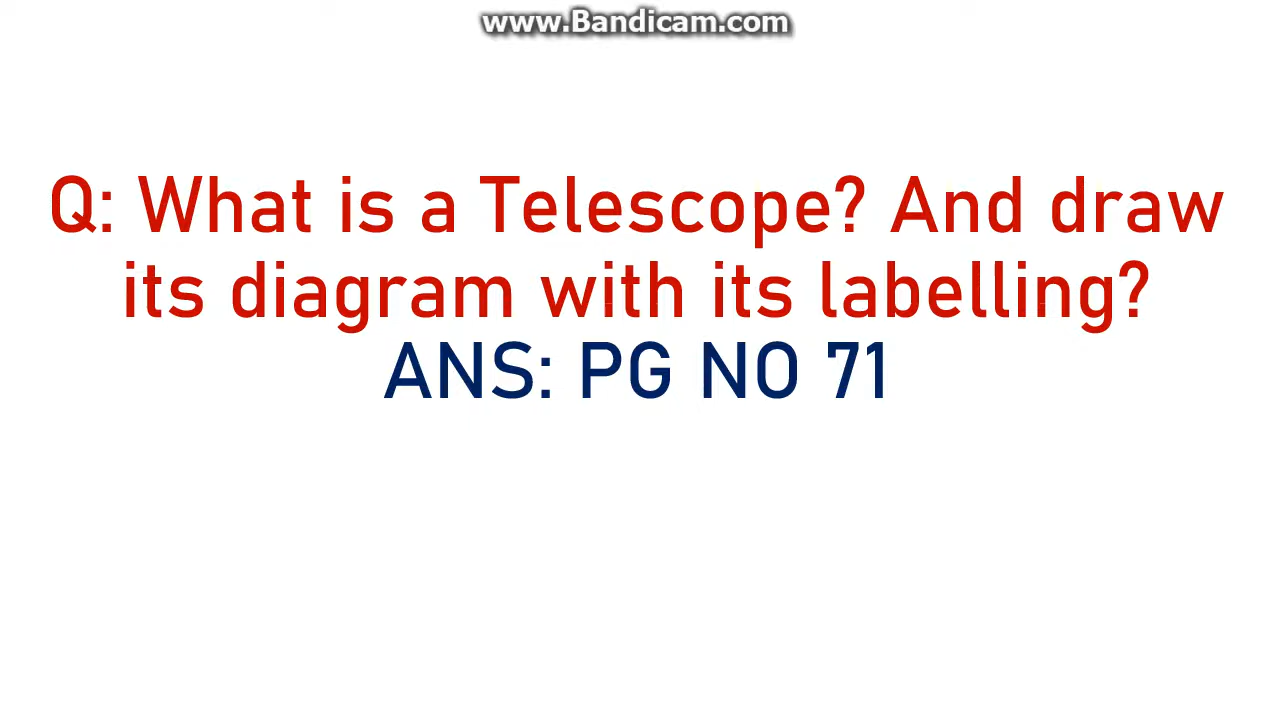 www.Bandicam.com
Q: What is a Telescope? And draw
its diagram with its labelling?
ANS: PG NO 71